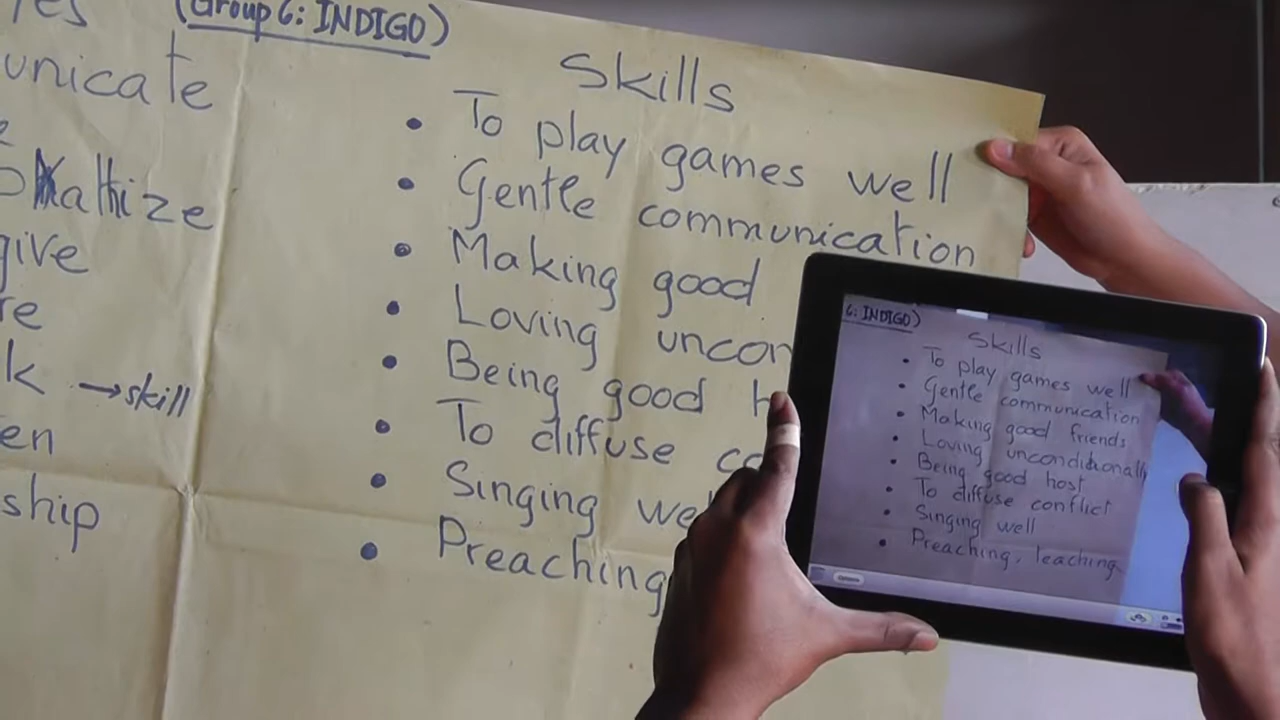 (Group 6: INDIGO)
Skills
• To play games well
• Gentle communication
• Making good
• Loving uncon
• Being good h
• To diffuse co
• Singing we
• Preaching
unicate
give
re
k → skill
en
ship
6: INDIGO)
Skills
• To play games well
• Gentle communication
• Making good friends
• Loving unconditionally
• Being good host
• To diffuse conflict
• Singing well
• Preaching, teaching
Options